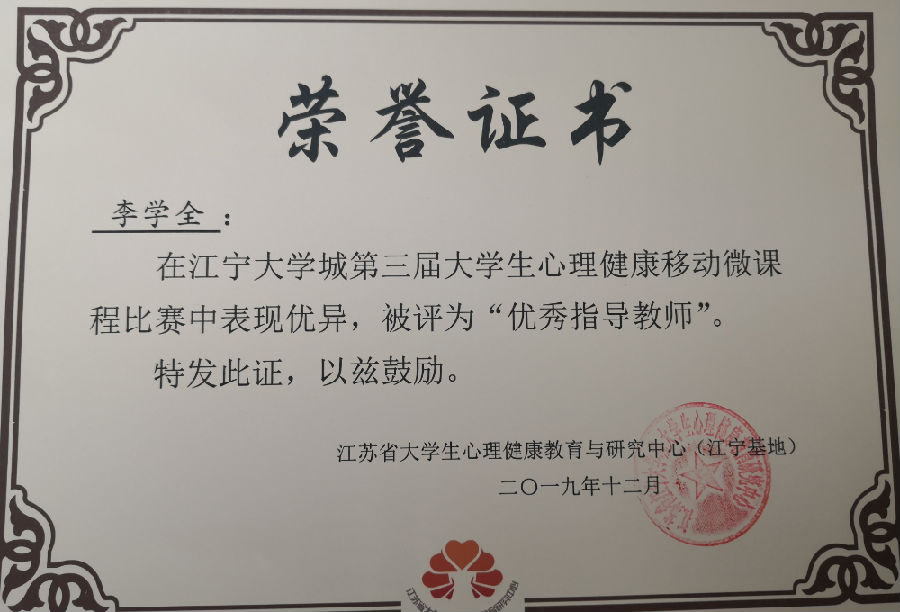 荣誉证书
李学全：
在江宁大学城第三届大学生心理健康移动微课
程比赛中表现优异，被评为“优秀指导教师”。
特发此证，以兹鼓励。
江苏省大学生心理健康教育与研究中心（江宁基地）
二〇一九年十二月